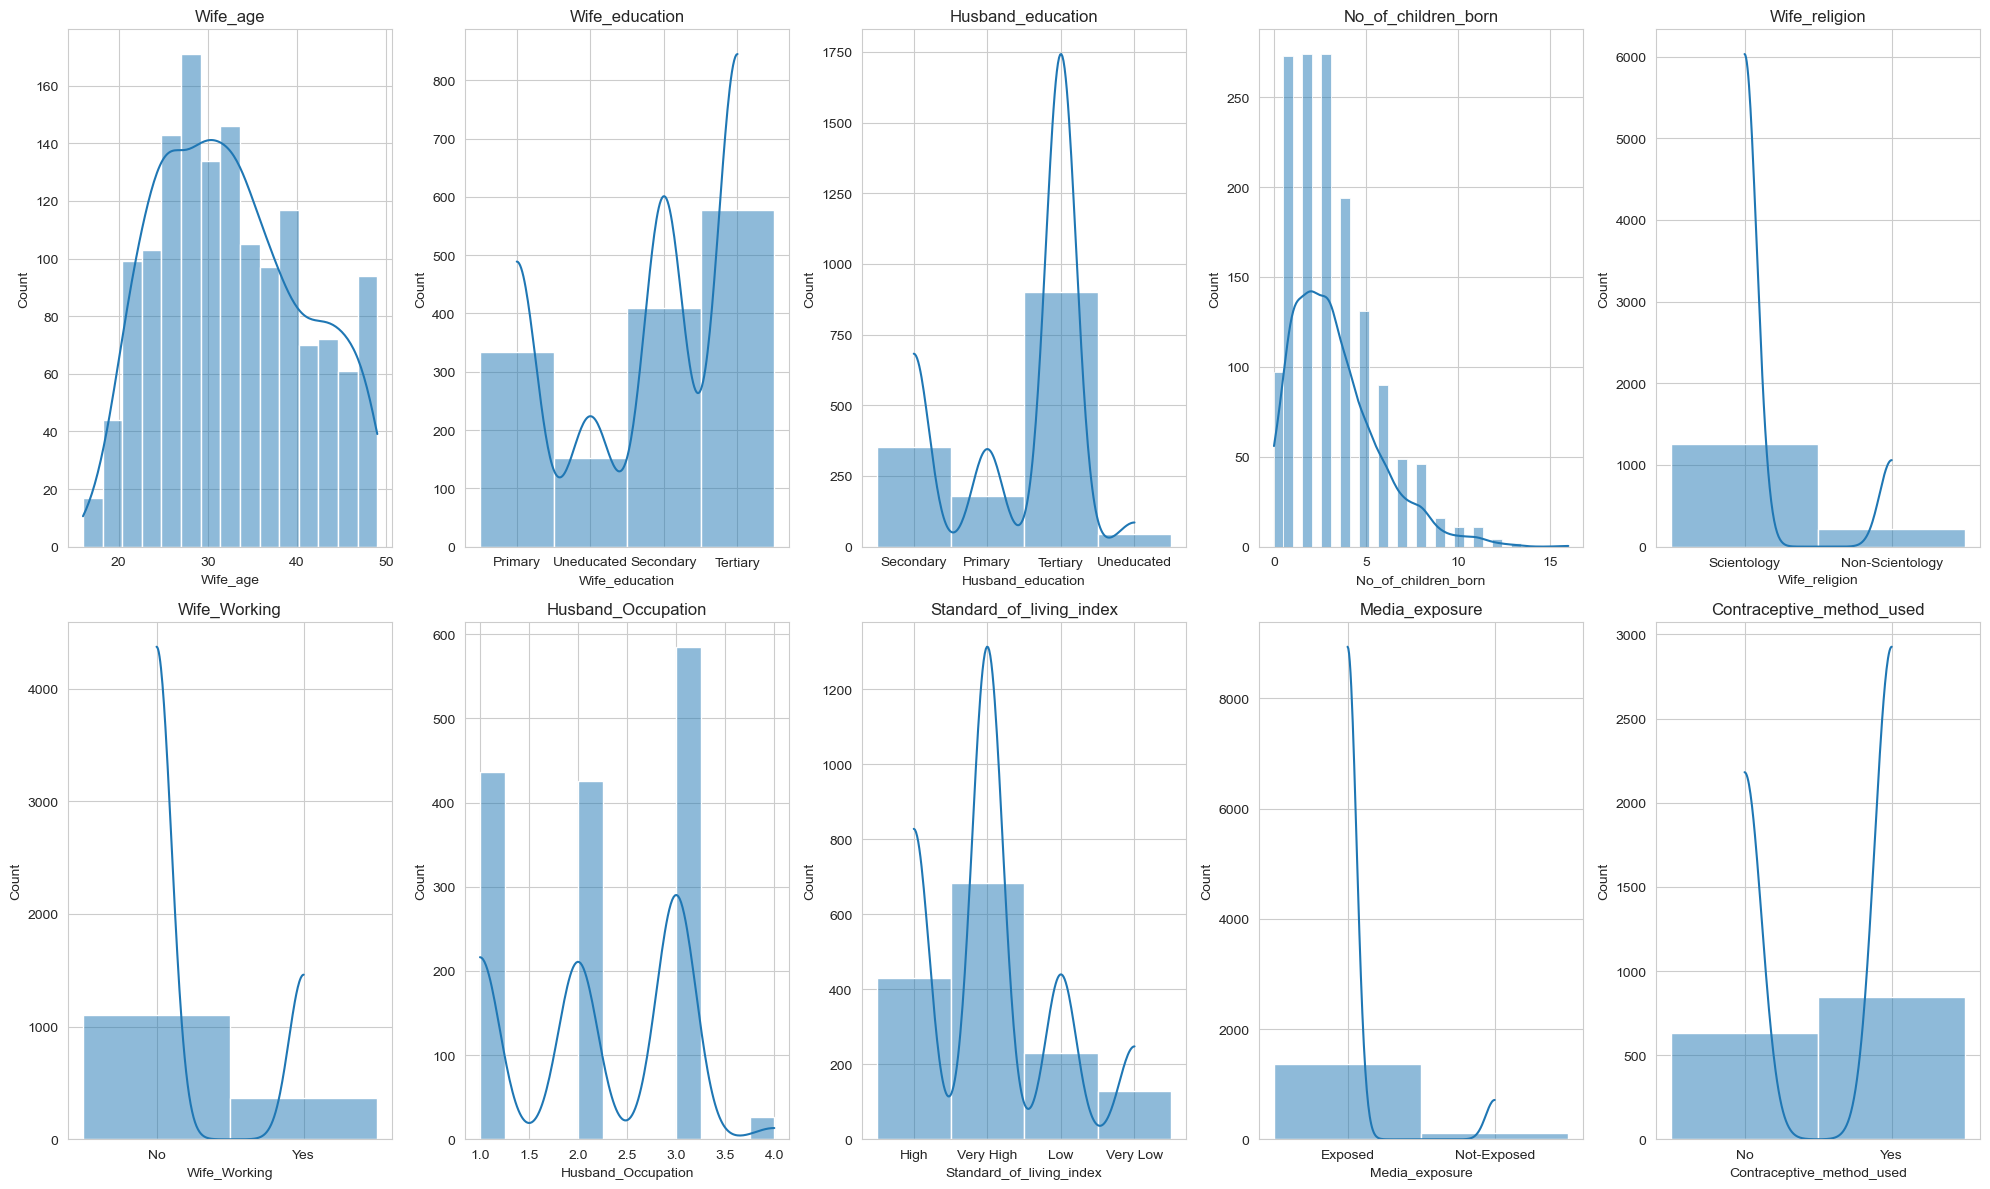 Wife_age
160
140
120
100
80
60
40
20
0
Count
20 30 40 50
Wife_age
Wife_education
800
700
600
500
400
300
200
100
0
Count
Primary Uneducated Secondary Tertiary
Wife_education
Husband_education
1750
1500
1250
1000
750
500
250
0
Count
Secondary Primary Tertiary Uneducated
Husband_education
No_of_children_born
250
200
150
100
50
0
Count
0 5 10 15
No_of_children_born
Wife_religion
6000
5000
4000
3000
2000
1000
0
Count
Scientology Non-Scientology
Wife_religion
Wife_Working
4000
3000
2000
1000
0
Count
No Yes
Wife_Working
Husband_Occupation
600
500
400
300
200
100
0
Count
1.0 1.5 2.0 2.5 3.0 3.5 4.0
Husband_Occupation
Standard_of_living_index
1200
1000
800
600
400
200
0
Count
High Very High Low Very Low
Standard_of_living_index
Media_exposure
8000
6000
4000
2000
0
Count
Exposed Not-Exposed
Media_exposure
Contraceptive_method_used
3000
2500
2000
1500
1000
500
0
Count
No Yes
Contraceptive_method_used